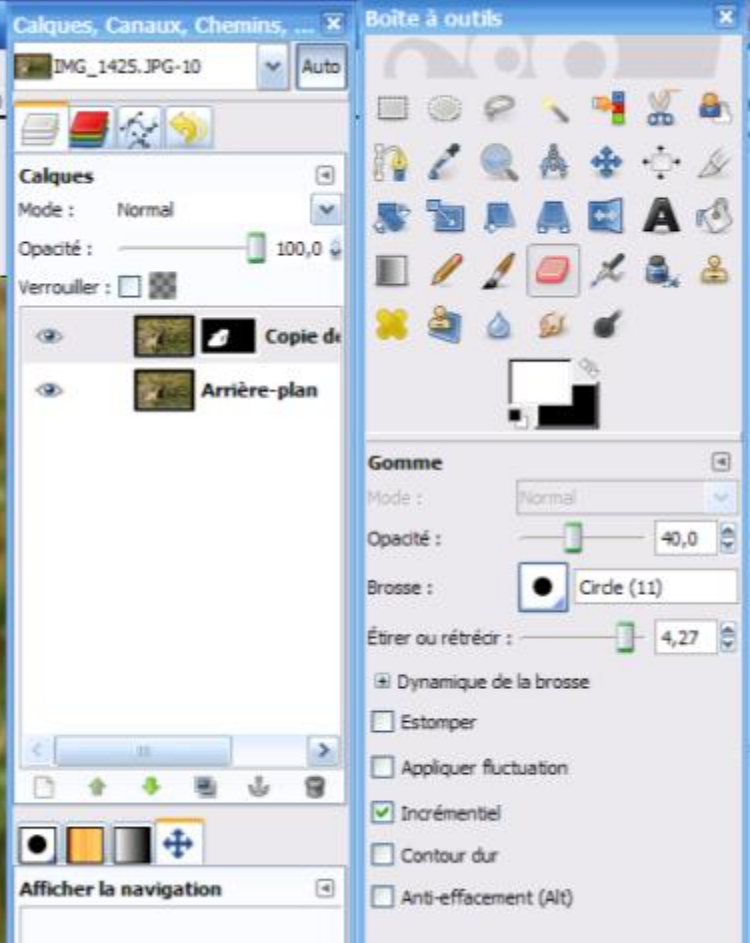 Calques, Canaux, Chemins, ...
IMG_1425.JPG-10
Auto
Calques
Mode : Normal
Opacité : 100,0
Verrouiller :
Copie de
Arrière-plan
Afficher la navigation
Boîte à outils
Gomme
Mode : Normal
Opacité : 40,0
Brosse : Circle (11)
Étirer ou rétrécir : 4,27
Dynamique de la brosse
Estomper
Appliquer fluctuation
Incrémentiel
Contour dur
Anti-effacement (Alt)